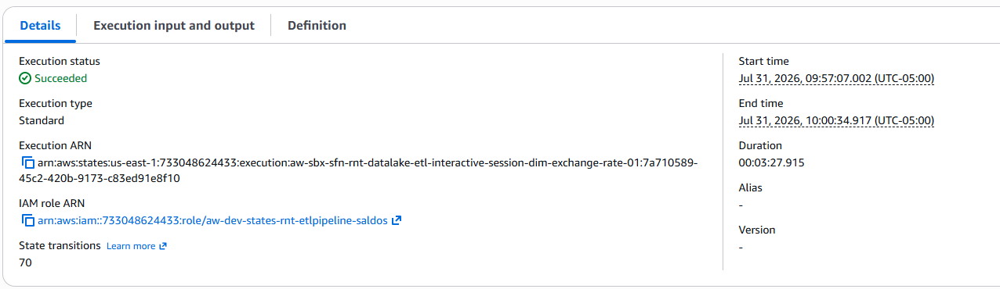 Details
Execution input and output
Definition
Execution status
Succeeded
Execution type
Standard
Execution ARN
arn:aws:states:us-east-1:733048624433:execution:aw-sbx-sfn-rnt-datalake-etl-interactive-session-dim-exchange-rate-01:7a710589-
45c2-420b-9173-c83ed91e8f10
IAM role ARN
arn:aws:iam::733048624433:role/aw-dev-states-rnt-etlpipeline-saldos
State transitions Learn more
70
Start time
Jul 31, 2026, 09:57:07.002 (UTC-05:00)
End time
Jul 31, 2026, 10:00:34.917 (UTC-05:00)
Duration
00:03:27.915
Alias
-
Version
-